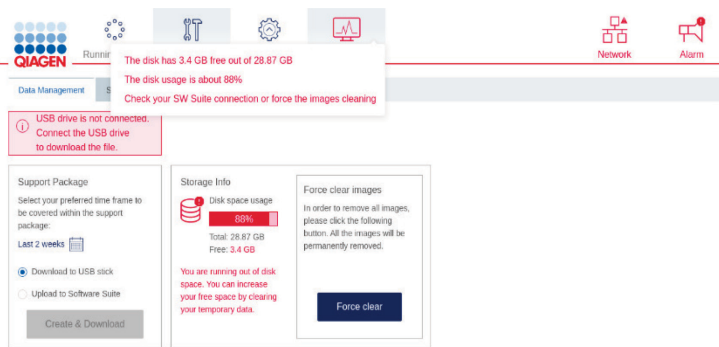 QIAGEN
Runnin
Network
Alarm
The disk has 3.4 GB free out of 28.87 GB
The disk usage is about 88%
Check your SW Suite connection or force the images cleaning
Data Management
S
USB drive is not connected.
Connect the USB drive
to download the file.
Support Package
Select your preferred time frame to
be covered within the support
package:
Last 2 weeks
Download to USB stick
Upload to Software Suite
Create & Download
Storage Info
Disk space usage
88%
Total: 28.87 GB
Free: 3.4 GB
You are running out of disk
space. You can increase
your free space by clearing
your temporary data.
Force clear images
In order to remove all images,
please click the following
button. All the images will be
permanently removed.
Force clear